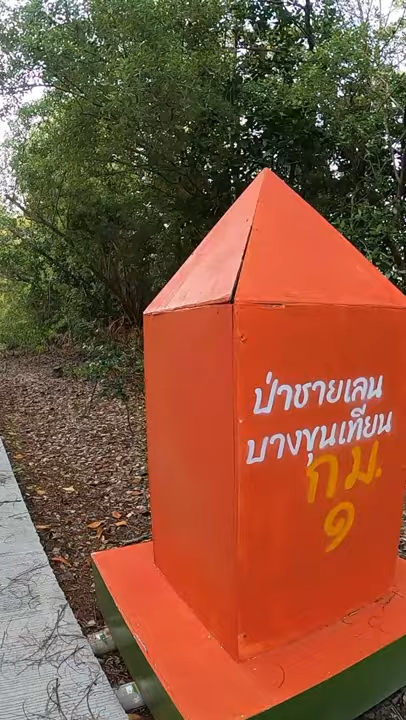 ป่าชายเลน
บางขุนเทียน
กม.
๑